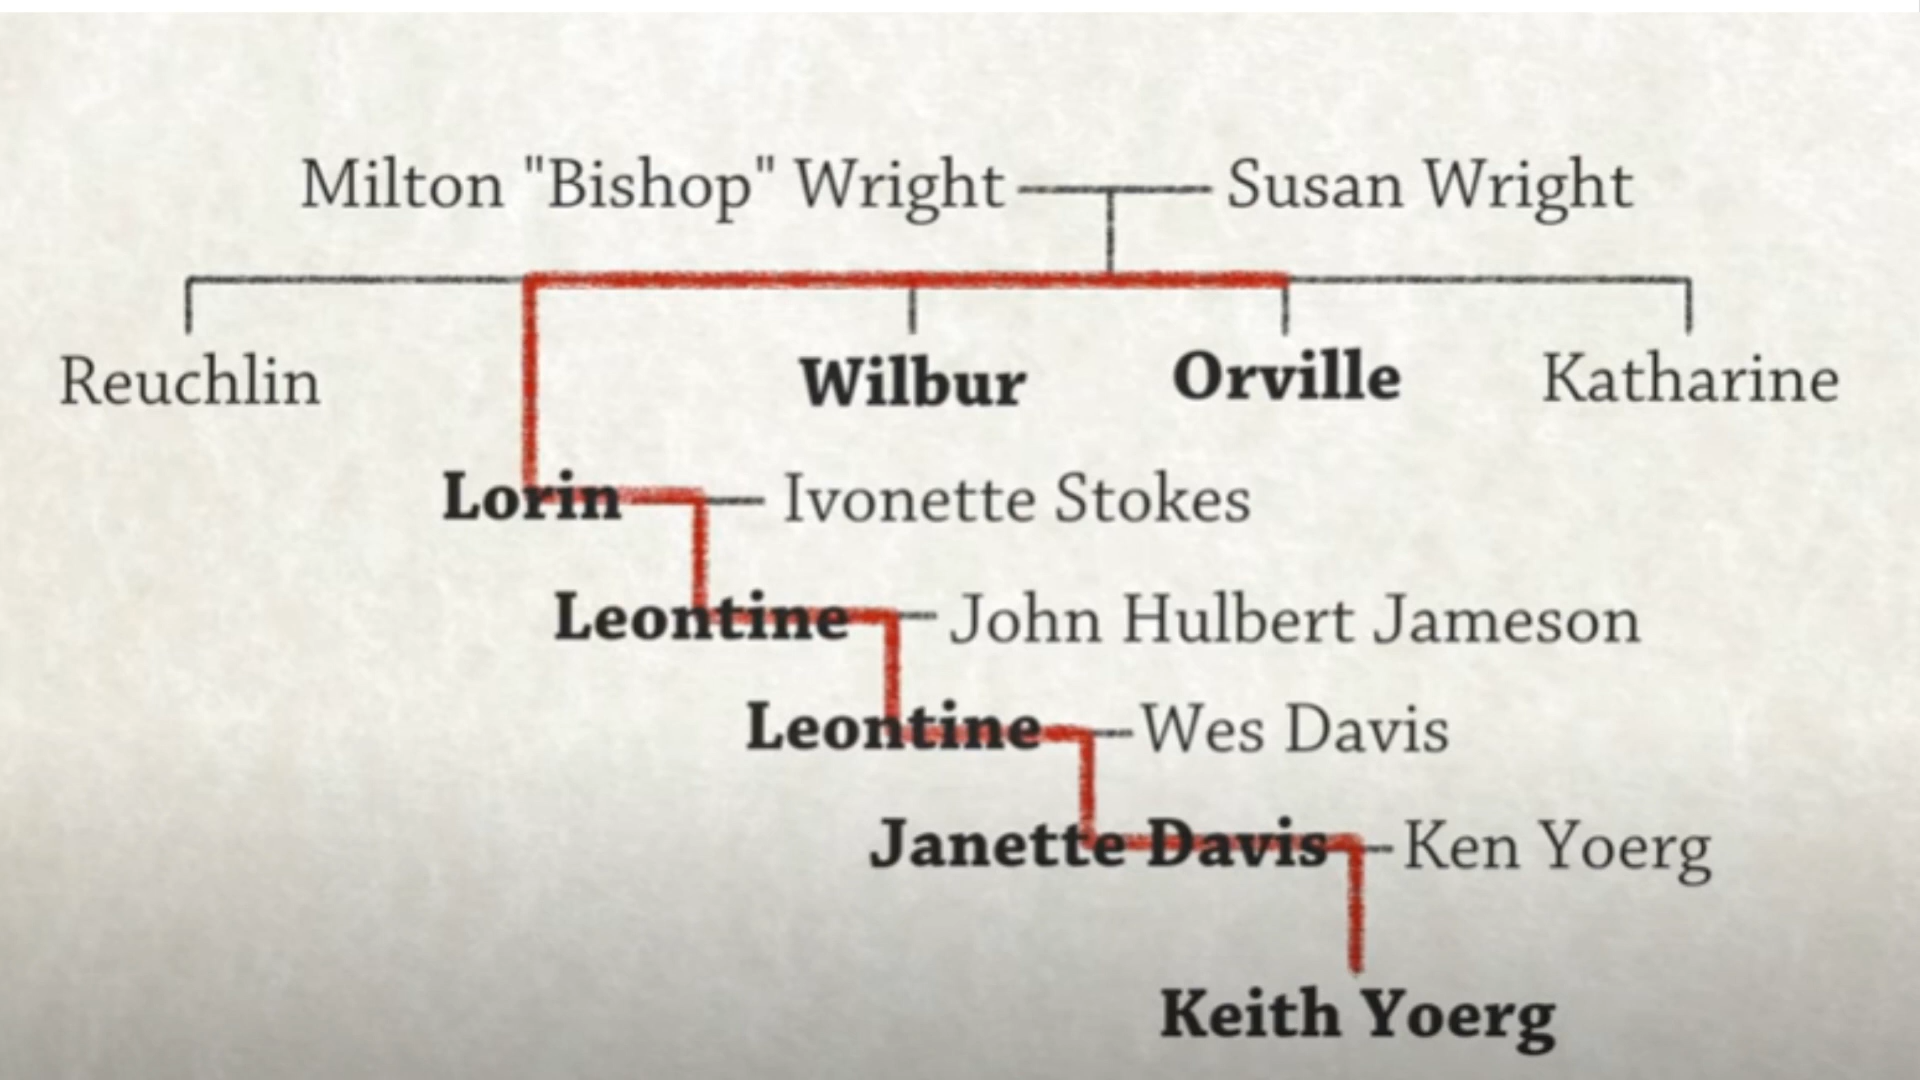 Milton "Bishop" Wright Susan Wright
Reuchlin Wilbur Orville Katharine
Lorin Ivonette Stokes
Leontine John Hulbert Jameson
Leontine Wes Davis
Janette Davis Ken Yoerg
Keith Yoerg